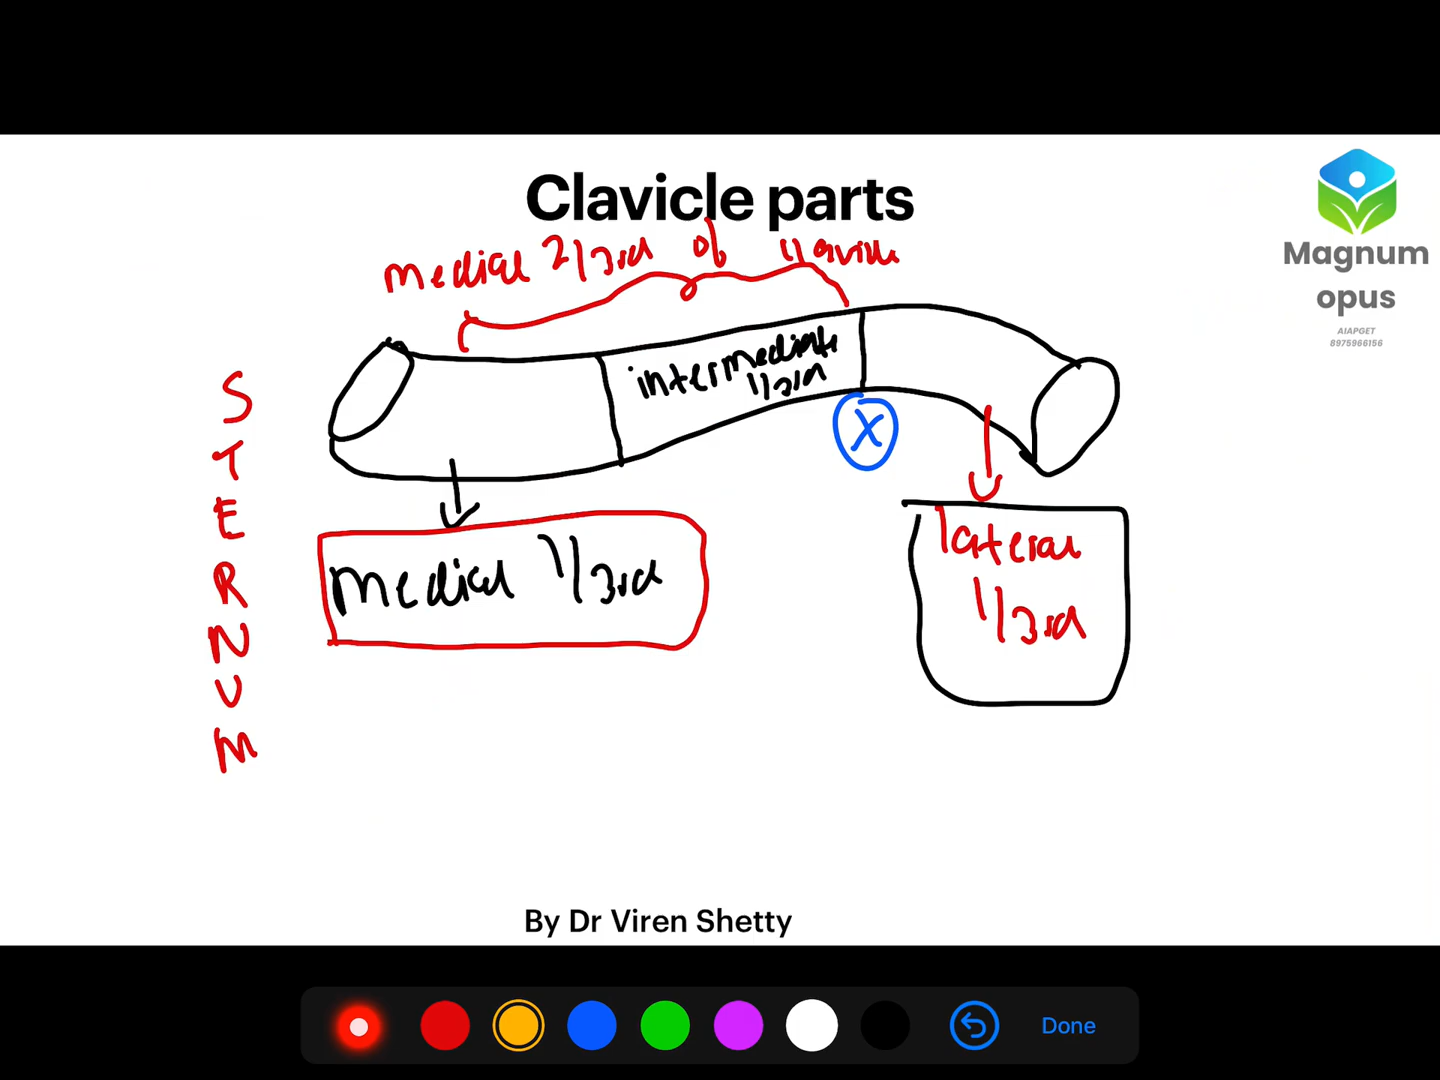 Clavicle parts
medial 2/3rd of clavicle
intermediate
1/3rd
X
S
T
E
R
N
U
M
medial 1/3rd
lateral
1/3rd
Magnum
opus
AIAPGET
8975966156
By Dr Viren Shetty
Done